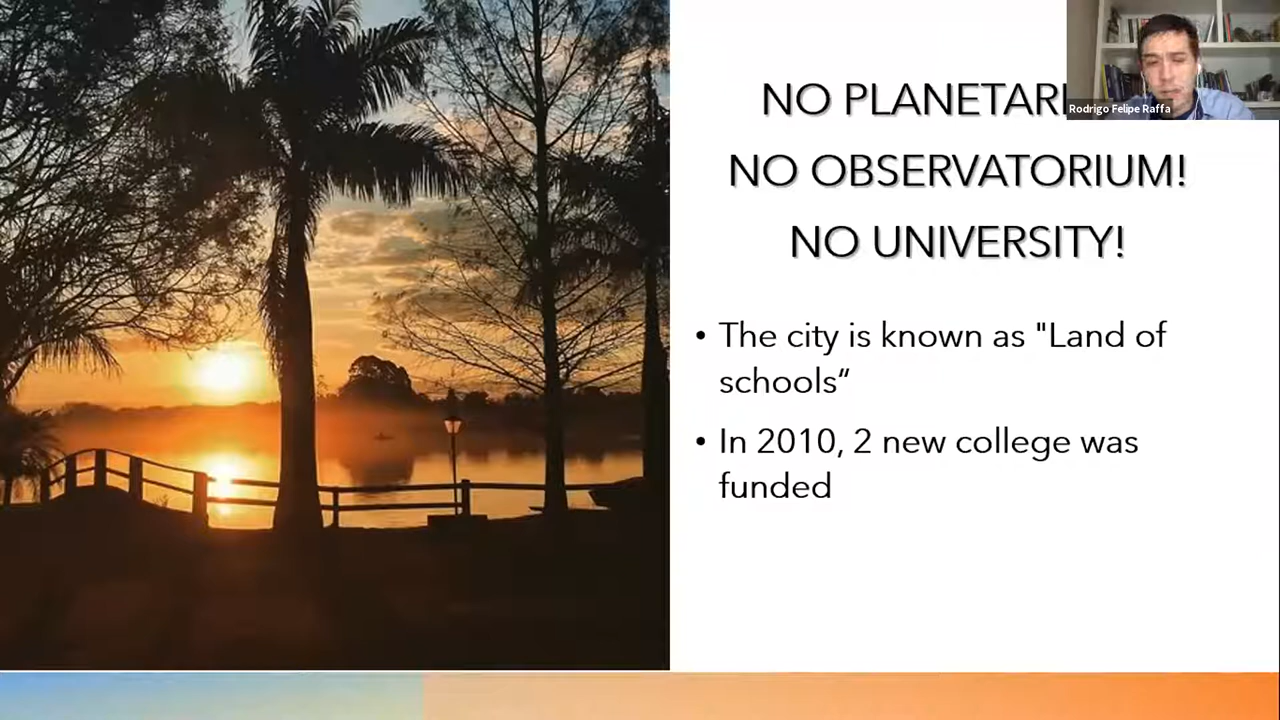 NO PLANETARI
NO OBSERVATORIUM!
NO UNIVERSITY!
Rodrigo Felipe Raffa
• The city is known as "Land of
schools”
• In 2010, 2 new college was
funded